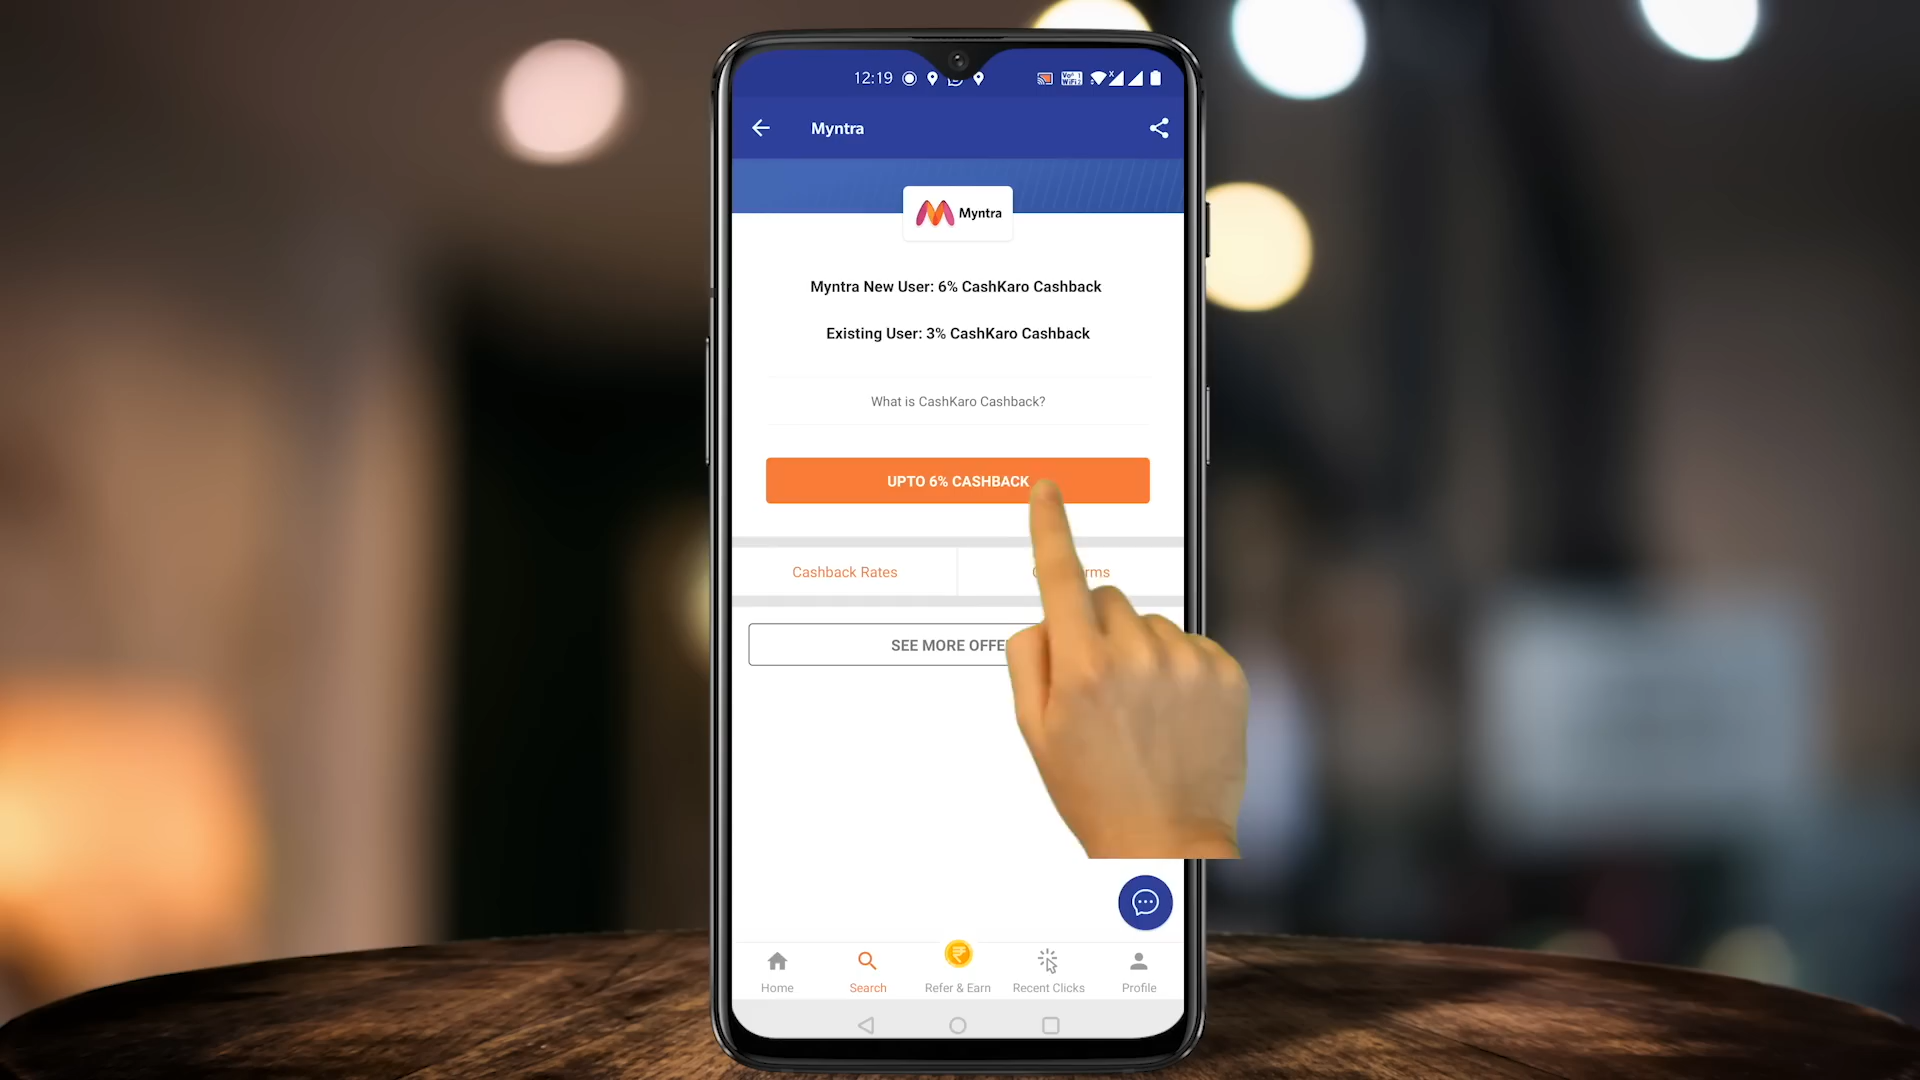 12:19
Myntra
Myntra
Myntra New User: 6% CashKaro Cashback
Existing User: 3% CashKaro Cashback
What is CashKaro Cashback?
UPTO 6% CASHBACK
Cashback Rates
SEE MORE
Home
Search
Refer & Earn
Recent Clicks
Profile